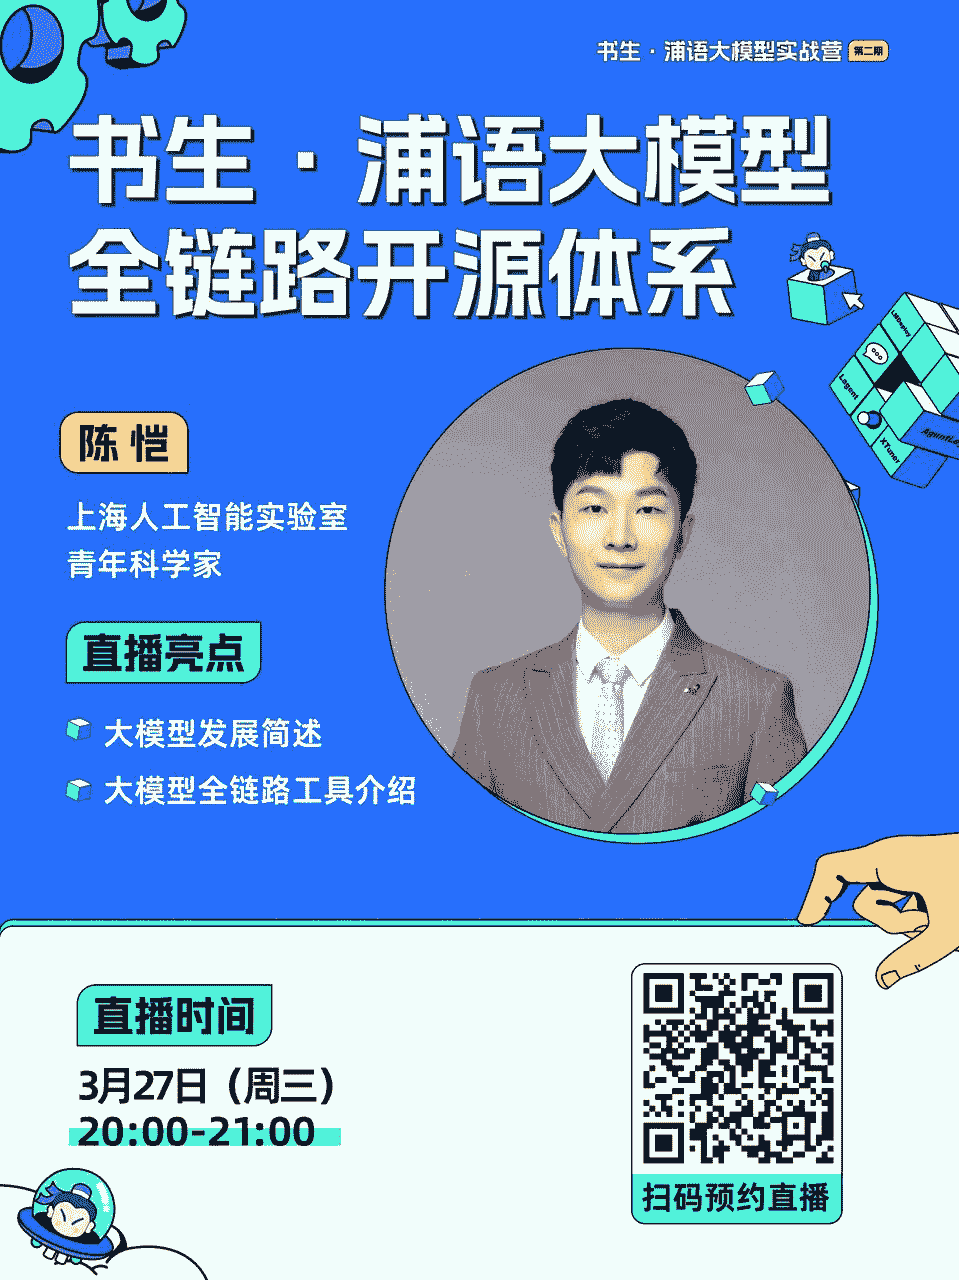 书生·浦语大模型实战营 第二期
书生·浦语大模型
全链路开源体系
LMDeploy
Lagent
AgentLe
XTuner
陈 恺
上海人工智能实验室
青年科学家
直播亮点
大模型发展简述
大模型全链路工具介绍
直播时间
3月27日（周三）
20:00-21:00
扫码预约直播